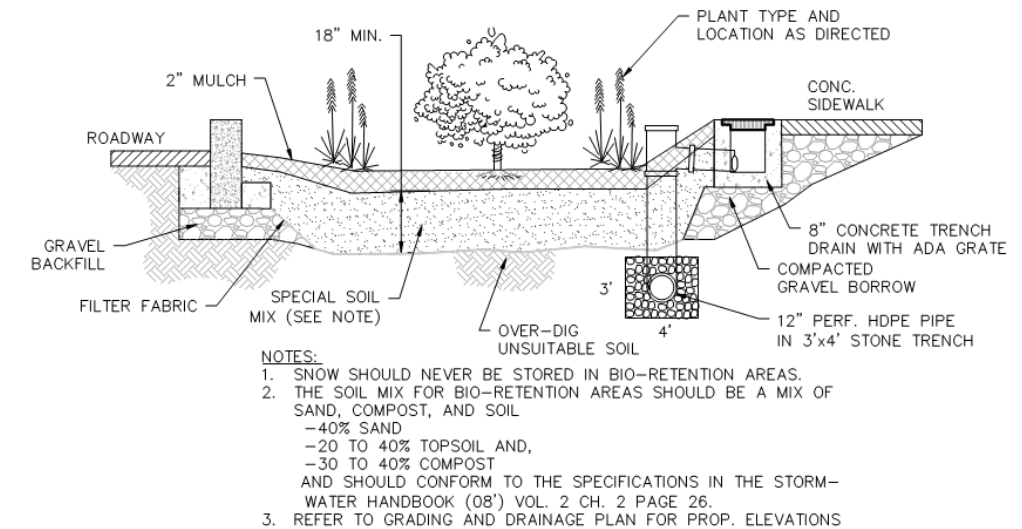 PLANT TYPE AND
LOCATION AS DIRECTED
18" MIN.
2" MULCH
CONC.
SIDEWALK
ROADWAY
GRAVEL
BACKFILL
FILTER FABRIC
SPECIAL SOIL
MIX (SEE NOTE)
OVER-DIG
UNSUITABLE SOIL
3'
4'
8" CONCRETE TRENCH
DRAIN WITH ADA GRATE
COMPACTED
GRAVEL BORROW
12" PERF. HDPE PIPE
IN 3'x4' STONE TRENCH
NOTES:
1. SNOW SHOULD NEVER BE STORED IN BIO-RETENTION AREAS.
2. THE SOIL MIX FOR BIO-RETENTION AREAS SHOULD BE A MIX OF
SAND, COMPOST, AND SOIL
-40% SAND
-20 TO 40% TOPSOIL AND,
-30 TO 40% COMPOST
AND SHOULD CONFORM TO THE SPECIFICATIONS IN THE STORM-
WATER HANDBOOK (08') VOL. 2 CH. 2 PAGE 26.
3. REFER TO GRADING AND DRAINAGE PLAN FOR PROP. ELEVATIONS